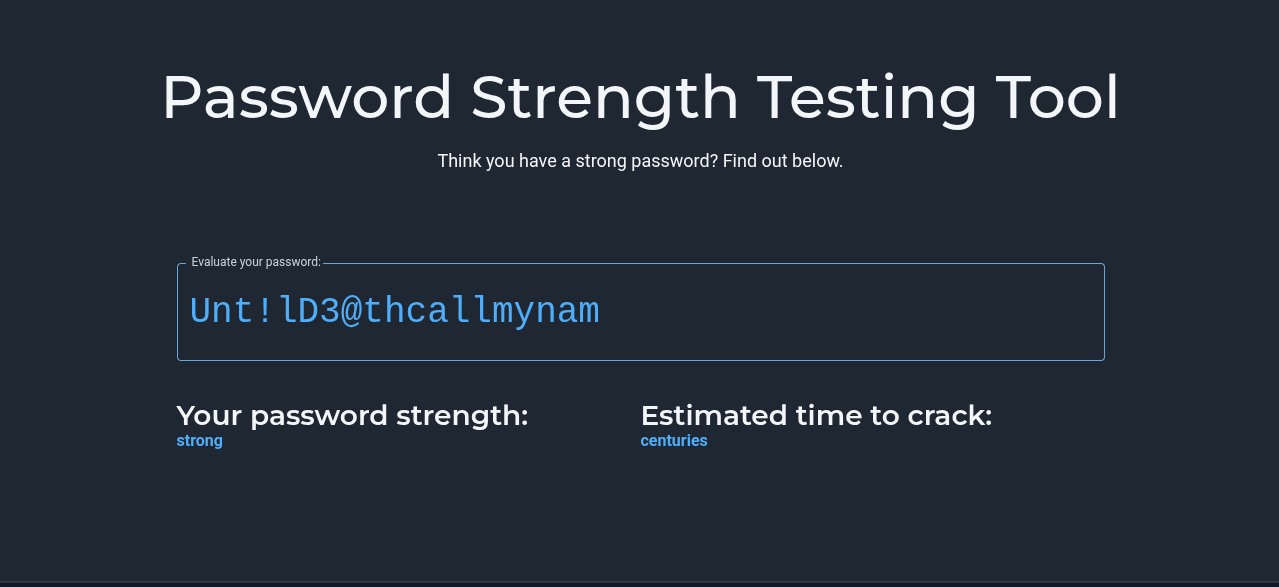 Password Strength Testing Tool
Think you have a strong password? Find out below.
Evaluate your password:
Unt!lD3@thcallmynam
Your password strength:
strong
Estimated time to crack:
centuries